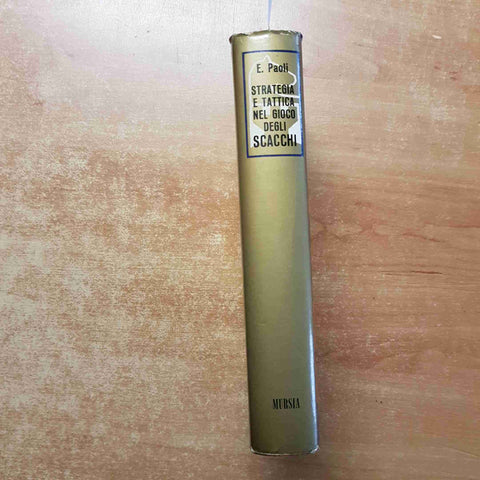 E. Paoli
STRATEGIA
E TATTICA
NEL GIOCO
DEGLI
SCACCHI
MURSIA